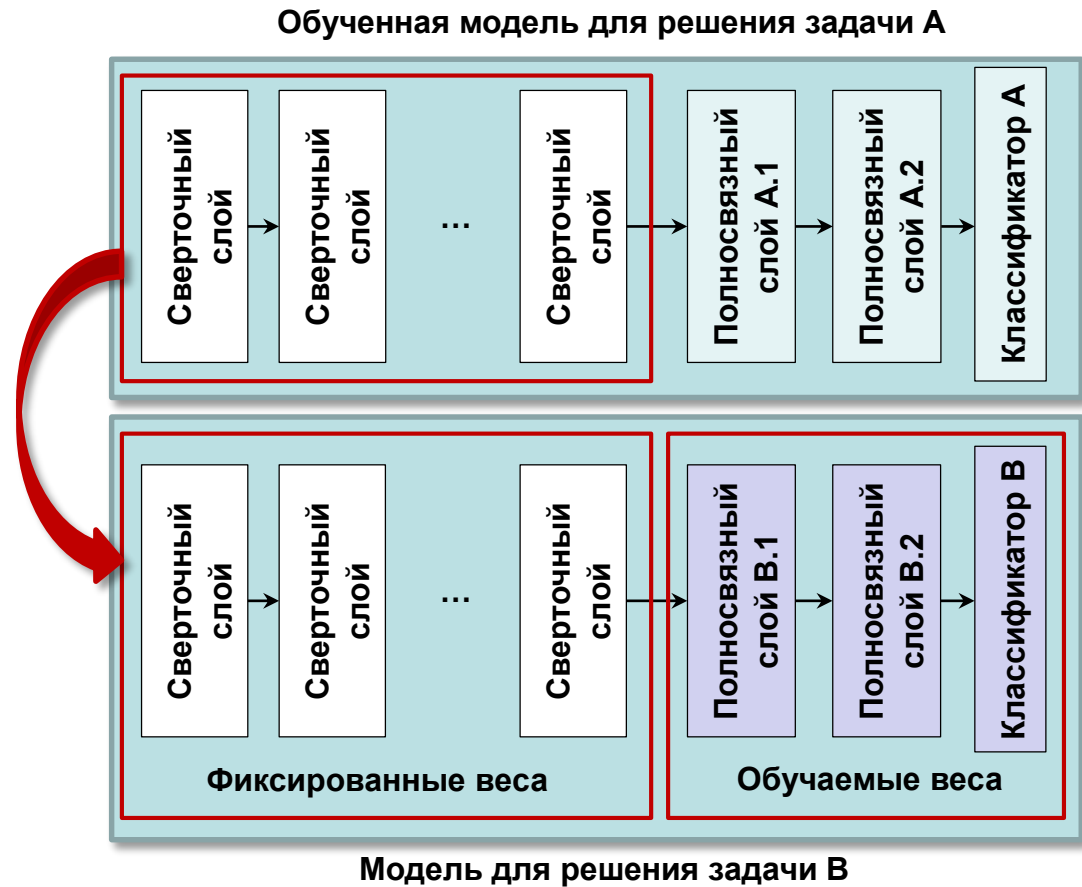 Обученная модель для решения задачи A
Сверточный
слой
Сверточный
слой
...
Сверточный
слой
Полносвязный
слой A.1
Полносвязный
слой A.2
Классификатор A
Сверточный
слой
Сверточный
слой
...
Сверточный
слой
Полносвязный
слой B.1
Полносвязный
слой B.2
Классификатор B
Фиксированные веса
Обучаемые веса
Модель для решения задачи B